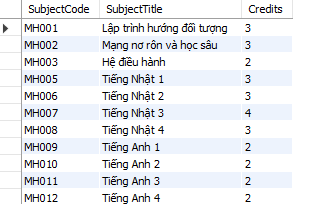 SubjectCode SubjectTitle Credits
MH001 Lập trình hướng đối tượng 3
MH002 Mạng nơ rôn và học sâu 3
MH003 Hệ điều hành 2
MH005 Tiếng Nhật 1 3
MH006 Tiếng Nhật 2 3
MH007 Tiếng Nhật 3 4
MH008 Tiếng Nhật 4 3
MH009 Tiếng Anh 1 2
MH010 Tiếng Anh 2 2
MH011 Tiếng Anh 3 2
MH012 Tiếng Anh 4 2